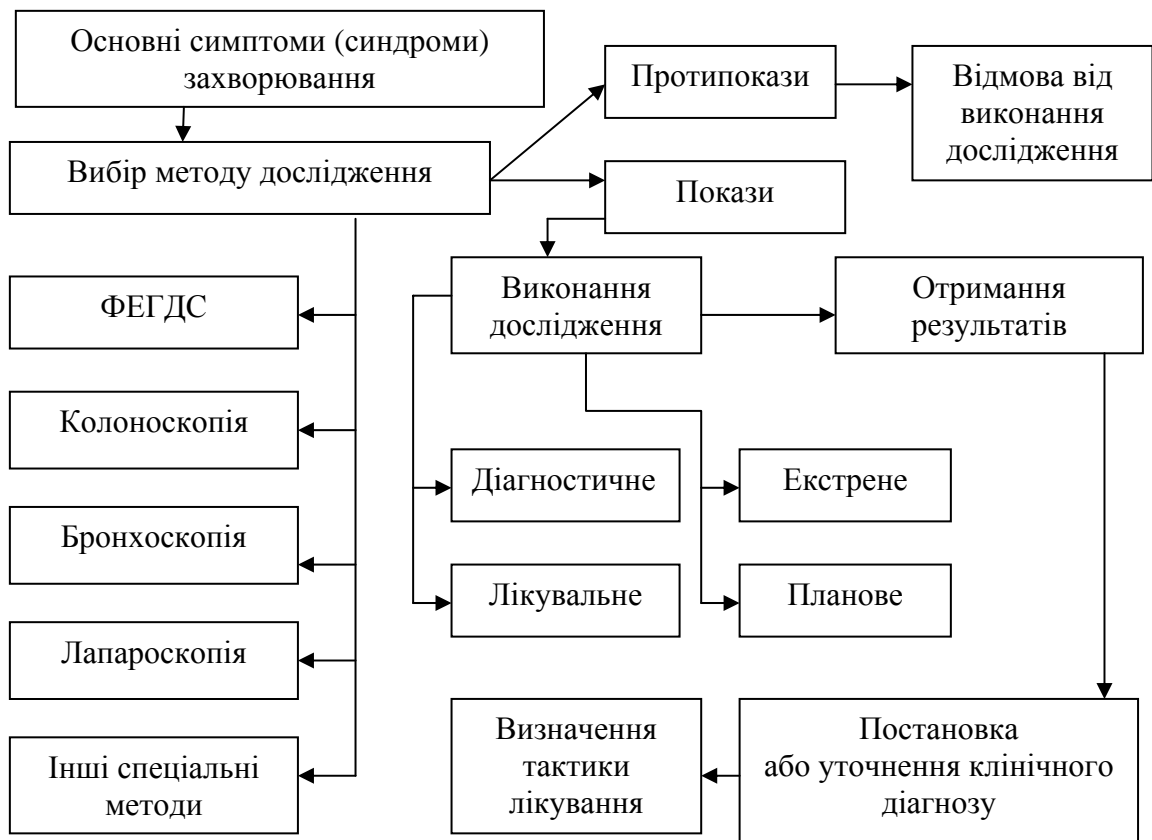 Основні симптоми (синдроми)
захворювання
Протипокази
Відмова від
виконання
дослідження
Вибір методу дослідження
Покази
ФЕГДС
Колоноскопія
Бронхоскопія
Лапароскопія
Інші спеціальні
методи
Виконання
дослідження
Отримання
результатів
Діагностичне
Екстрене
Лікувальне
Планове
Визначення
тактики
лікування
Постановка
або уточнення клінічного
діагнозу